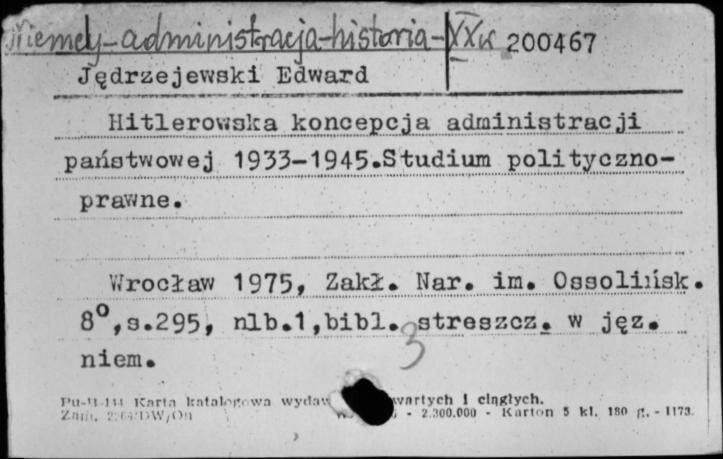 Niemcy-administracja-historia-XXw. 200467
Jędrzejewski Edward
Hitlerowska koncepcja administracji
państwowej 1933-1945.Studium polityczno-
prawne.
Wrocław 1975, Zakł. Nar. im. Ossolińsk.
8°,s.295, nlb.1,bibl. streszcz. w jęz.
3
niem.
Karta katalogowa wydaw wartych i ciągłych.
Zam. - 2.300.000 - Karton 5 kl. 180 g. -